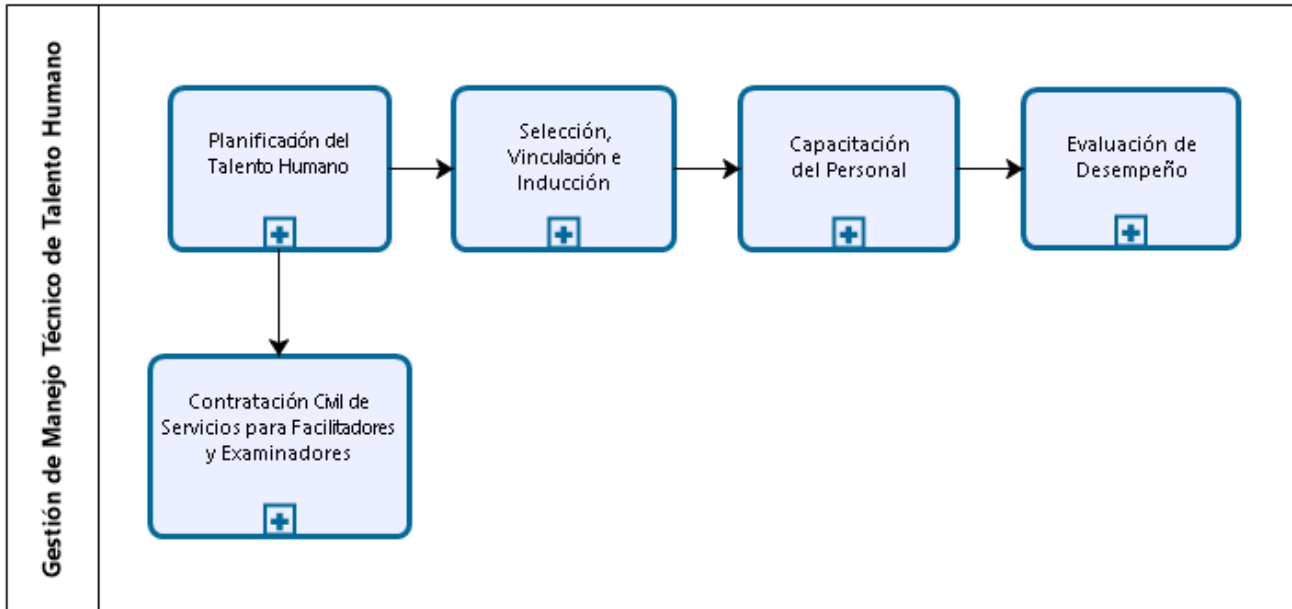 Gestión de Manejo Técnico de Talento Humano
Planificación del
Talento Humano
Selección,
Vinculación e
Inducción
Capacitación
del Personal
Evaluación de
Desempeño
Contratación Civil de
Servicios para Facilitadores
y Examinadores